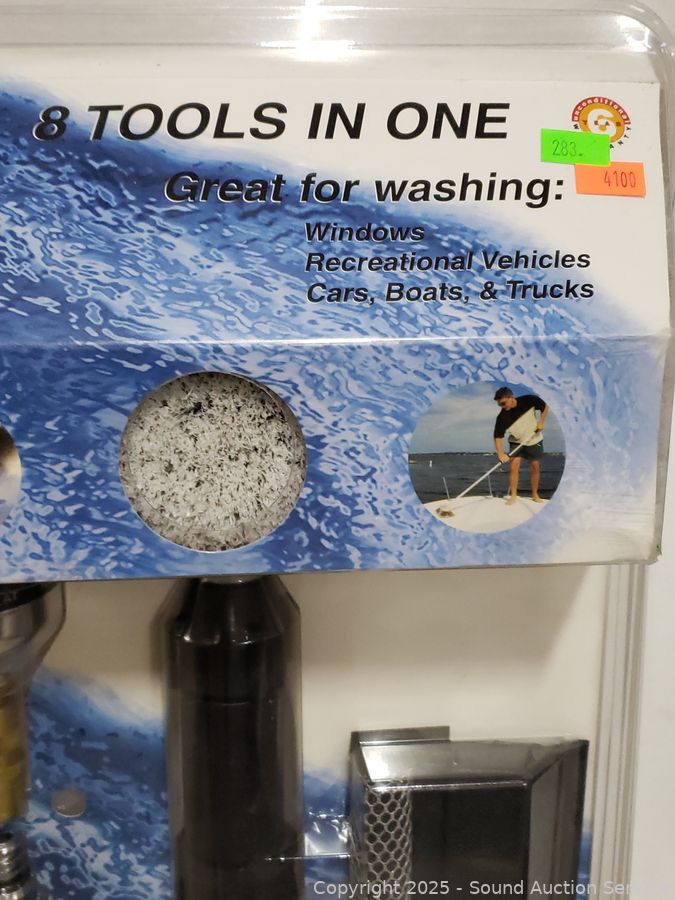 8 TOOLS IN ONE
unconditional
283.
4100
Great for washing:
Windows
Recreational Vehicles
Cars, Boats, & Trucks
Copyright 2025 - Sound Auction Ser